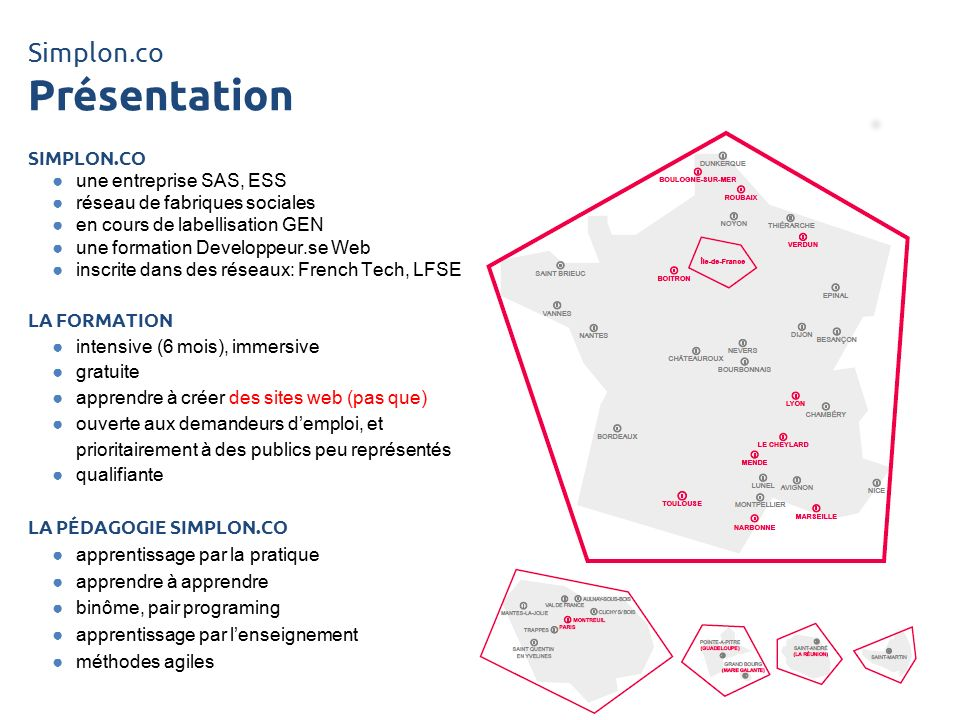 Simplon.co
Présentation
SIMPLON.CO
● une entreprise SAS, ESS
● réseau de fabriques sociales
● en cours de labellisation GEN
● une formation Developpeur.se Web
● inscrite dans des réseaux: French Tech, LFSE
LA FORMATION
● intensive (6 mois), immersive
● gratuite
● apprendre à créer des sites web (pas que)
● ouverte aux demandeurs d’emploi, et
prioritairement à des publics peu représentés
● qualifiante
LA PÉDAGOGIE SIMPLON.CO
● apprentissage par la pratique
● apprendre à apprendre
● binôme, pair programing
● apprentissage par l’enseignement
● méthodes agiles
DUNKERQUE
BOULOGNE-SUR-MER
ROUBAIX
NOYON
THIÉRARCHE
VERDUN
Île-de-France
SAINT BRIEUC
BOITRON
EPINAL
VANNES
NANTES
DIJON
BESANÇON
NEVERS
CHÂTEAUROUX
BOURBONNAIS
LYON
CHAMBÉRY
BORDEAUX
LE CHEYLARD
MENDE
LUNEL
AVIGNON
NICE
TOULOUSE
MONTPELLIER
MARSEILLE
NARBONNE
AULNAY-SOUS-BOIS
VAL DE FRANCE
MANTES-LA-JOLIE
CLICHY S/ BOIS
MONTREUIL
PARIS
TRAPPES
SAINT QUENTIN
EN YVELINES
POINTE-A-PITRE
(GUADELOUPE)
GRAND BOURG
(MARIE GALANTE)
SAINT-ANDRÉ
(LA RÉUNION)
SAINT-MARTIN